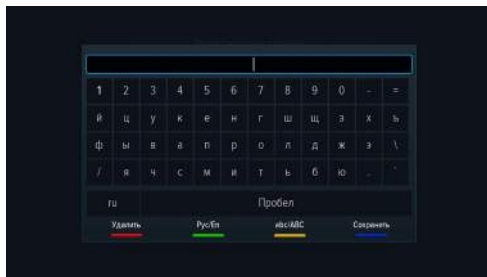 1 2 3 4 5 6 7 8 9 0 - =
й ц у к е н г ш щ з х ъ
ф ы в а п р о л д ж э \
/ я ч с м и т ь б ю . `
ru Пробел
Удалить Рус/En abc/ABC Сохранить